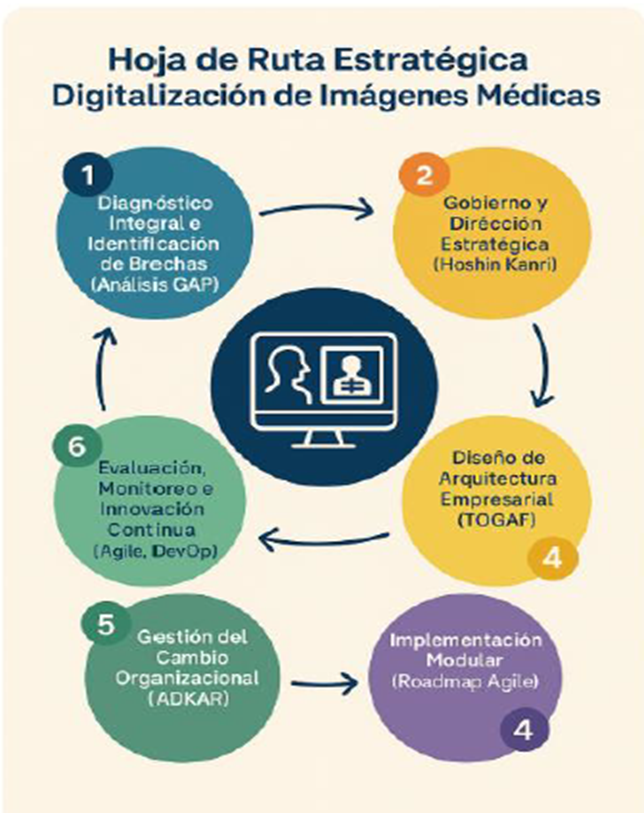 Hoja de Ruta Estratégica
Digitalización de Imágenes Médicas
1
Diagnóstico
Integral e
Identificación
de Brechas
(Análisis GAP)
2
Gobierno y
Dirécción
Estratégica
(Hoshin Kanri)
Diseño de
Arquitectura
Empresarial
(TOGAF)
4
6
Evaluación,
Monitoreo e
Innovación
Continua
(Agile, DevOp)
5
Gestión del
Cambio
Organizacional
(ADKAR)
Implementación
Modular
(Roadmap Agile)
4